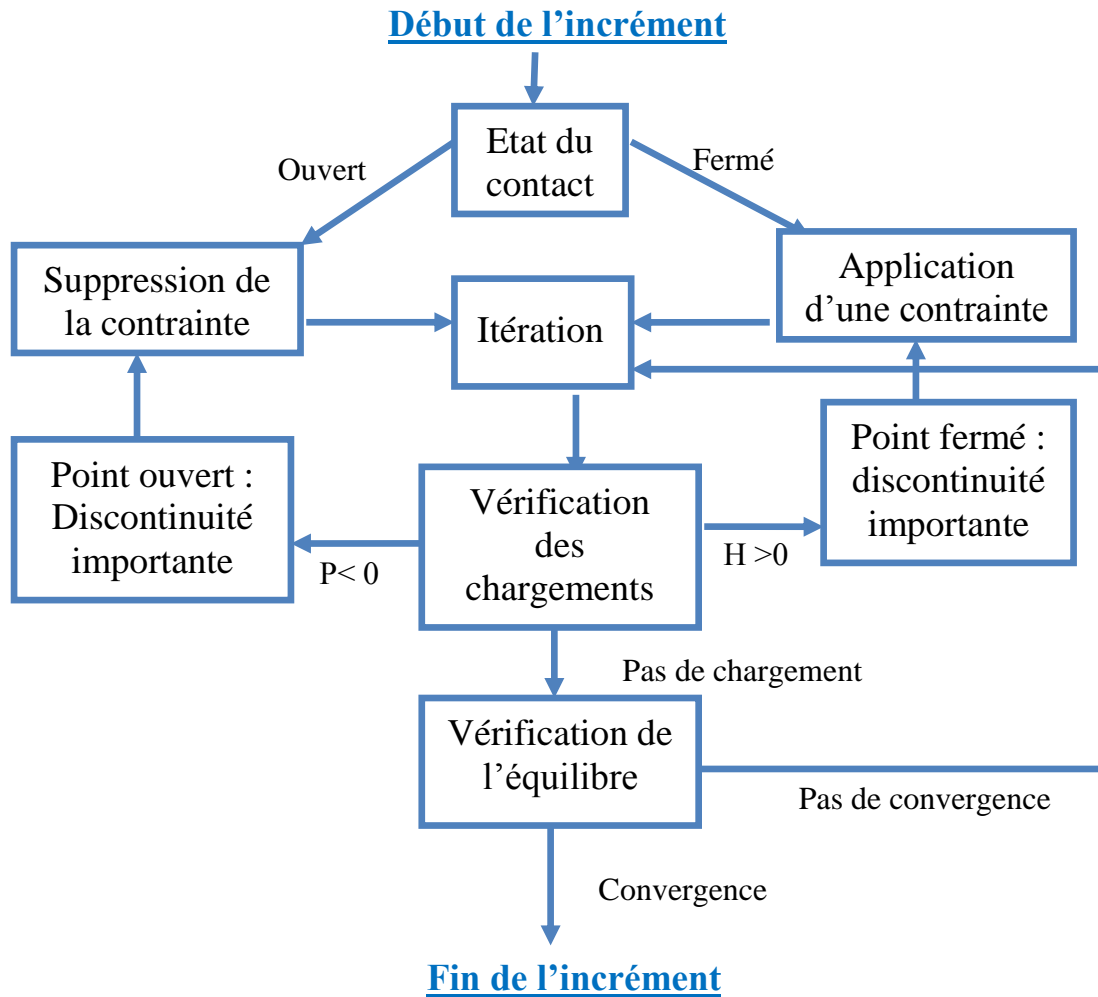 Début de l’incrément
Etat du
contact
Ouvert
Fermé
Suppression de
la contrainte
Itération
Application
d’une contrainte
Point ouvert :
Discontinuité
importante
P< 0
Vérification
des
chargements
H >0
Point fermé :
discontinuité
importante
Pas de chargement
Vérification de
l’équilibre
Pas de convergence
Convergence
Fin de l’incrément